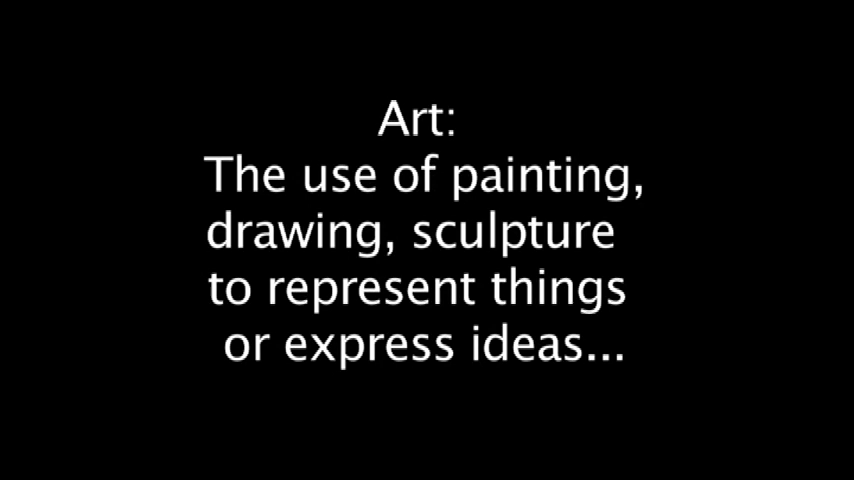 Art:
The use of painting,
drawing, sculpture
to represent things
or express ideas...